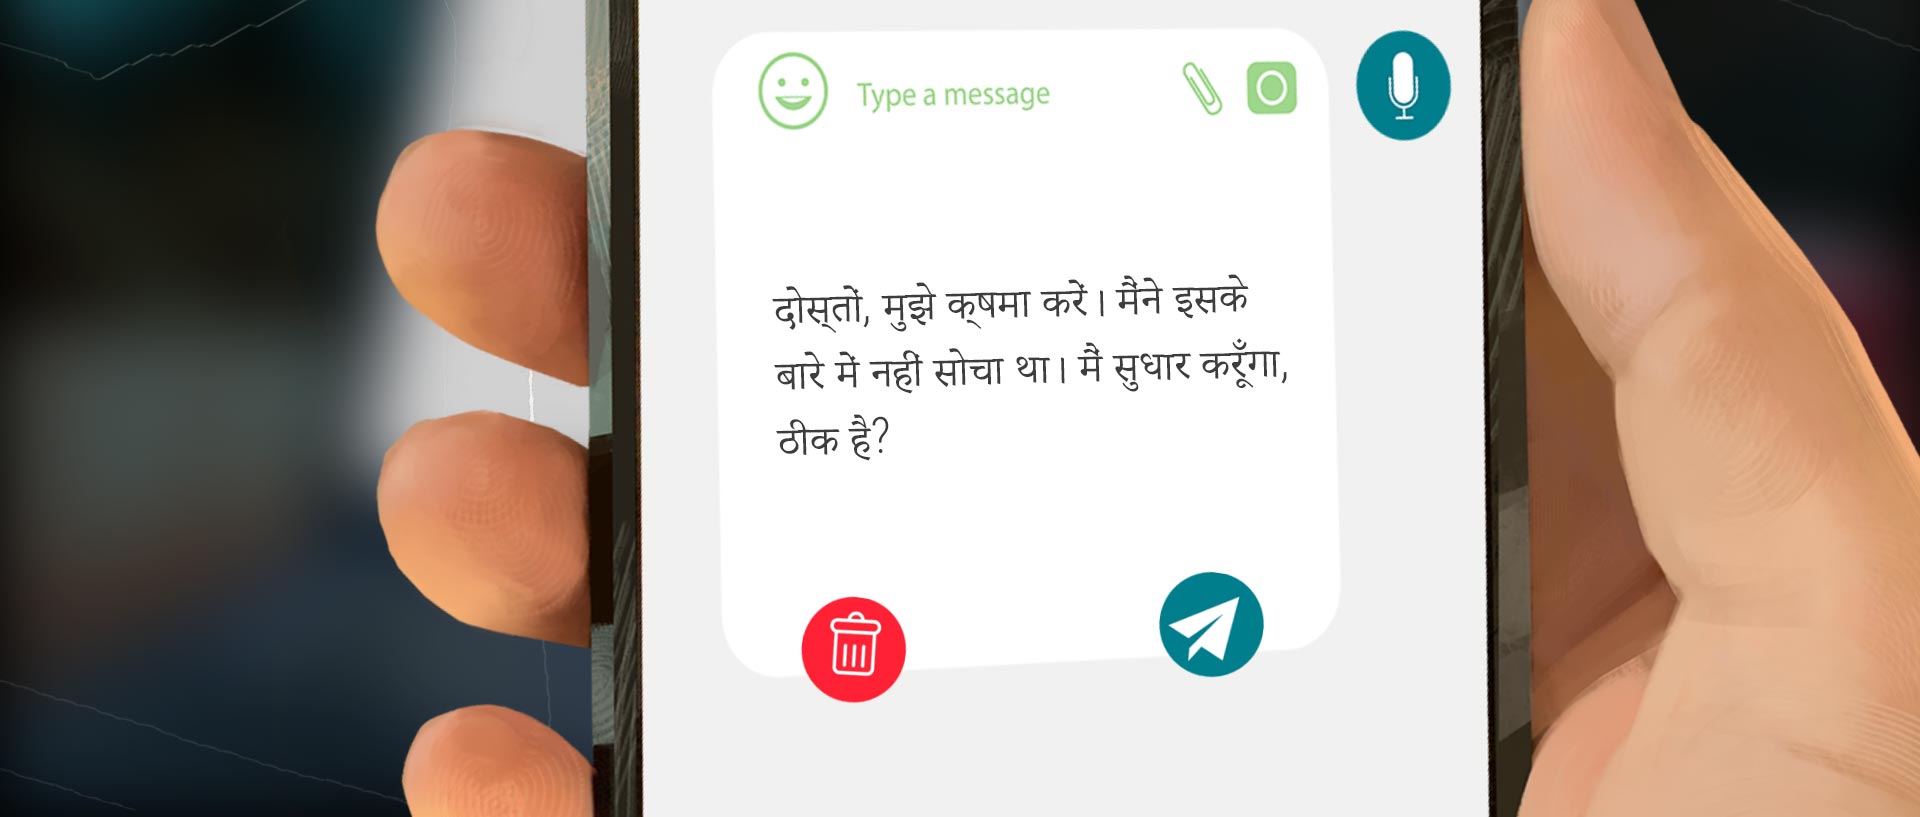 Type a message
दोस्‌तों, मुझे क्‌षमा करें। मैंने इसके
बारे में नहीं सोचा था। मैं सुधार करूँगा,
ठीक है?